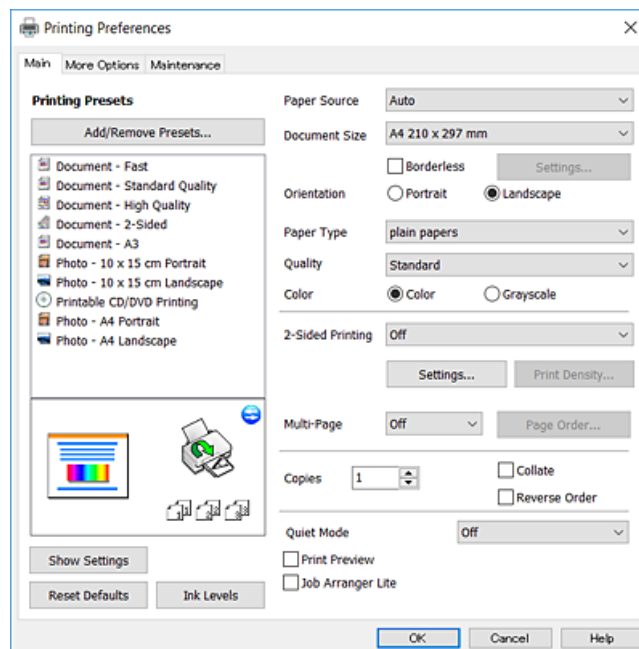 Printing Preferences
Main More Options Maintenance
Printing Presets
Add/Remove Presets...
Document - Fast
Document - Standard Quality
Document - High Quality
Document - 2-Sided
Document - A3
Photo - 10 x 15 cm Portrait
Photo - 10 x 15 cm Landscape
Printable CD/DVD Printing
Photo - A4 Portrait
Photo - A4 Landscape
Show Settings
Reset Defaults Ink Levels
Paper Source Auto
Document Size A4 210 x 297 mm
Borderless Settings...
Orientation Portrait Landscape
Paper Type plain papers
Quality Standard
Color Color Grayscale
2-Sided Printing Off
Settings... Print Density...
Multi-Page Off Page Order...
Copies 1 Collate
Reverse Order
Quiet Mode Off
Print Preview
Job Arranger Lite
OK Cancel Help